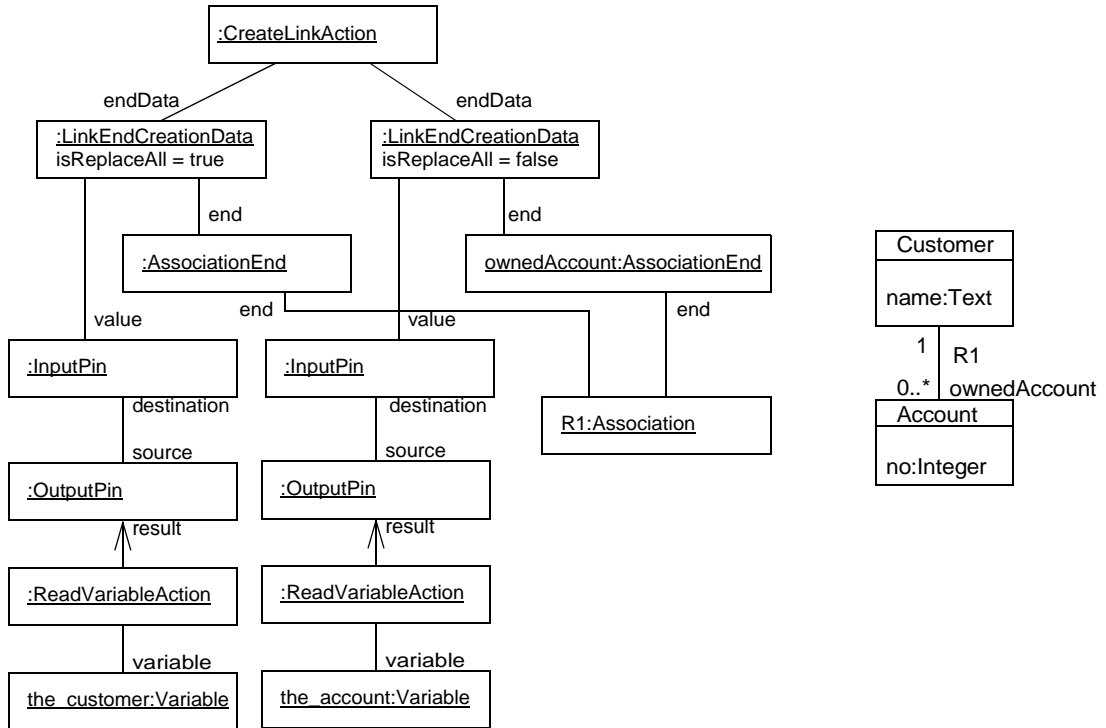 :CreateLinkAction
endData
endData
:LinkEndCreationData
isReplaceAll = true
:LinkEndCreationData
isReplaceAll = false
end
end
:AssociationEnd
ownedAccount:AssociationEnd
value
end
value
end
:InputPin
:InputPin
destination
destination
R1:Association
source
source
:OutputPin
:OutputPin
result
result
:ReadVariableAction
:ReadVariableAction
variable
variable
the_customer:Variable
the_account:Variable
Customer
name:Text
1
R1
0..*
ownedAccount
Account
no:Integer